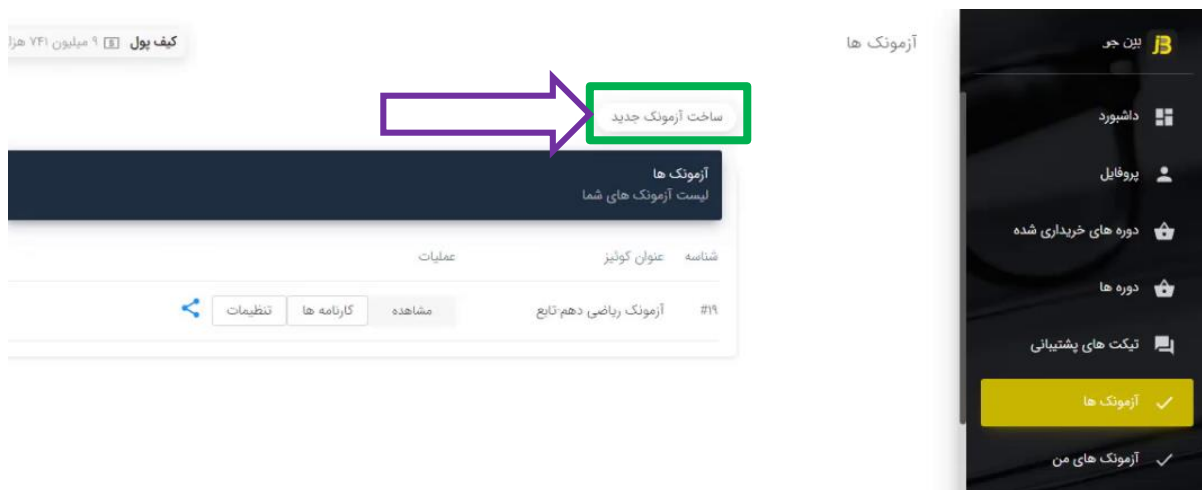 بین جو
داشبورد
پروفایل
دوره های خریداری شده
دوره ها
تیکت های پشتیبانی
آزمونک ها
آزمونک های من
آزمونک ها
کیف پول ۹ میلیون ۷۴۱
ساخت آزمونک جدید
آزمونک ها
لیست آزمونک های شما
شناسه عنوان کوئیز عملیات
#۱۹ آزمونک ریاضی دهم-تابع مشاهده کارنامه ها تنظیمات